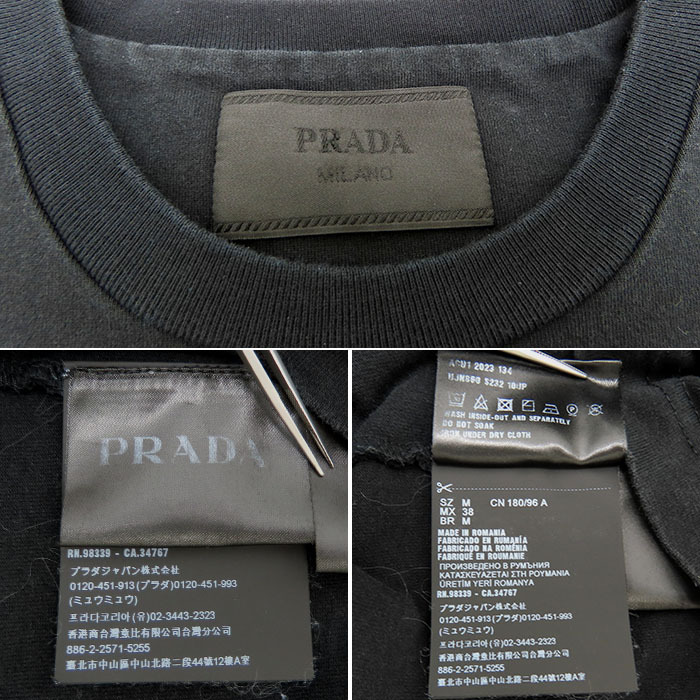 PRADA
MILANO
PRADA
RN.98339 - CA.34767
プラダジャパン(株)
0120-451-913(プラダ)0120-451-993
(ミュウミュウ)
프라다코리아(유)02-3443-2323
香港商台灣普比有限公司台灣分公司
886-2-2571-5255
臺北市中山區中山北路二段44號12樓A室
2023 134
S232 10UP
WASH INSIDE-OUT AND SEPARATELY
DO NOT SOAK
IRON UNDER DRY CLOTH
SZ M CN 180/96 A
MX 38
BR M
MADE IN ROMANIA
FABRICADO EN RUMANÍA
FABRICADO NA ROMÉNIA
FABRIQUÉ EN ROUMANIE
ПРОИЗВЕДЕНО В РУМЪНИЯ
ΚΑΤΑΣΚΕΥΑΖΕΤΑΙ ΣΤΗ ΡΟΥΜΑΝΙΑ
ÜRETİM YERİ ROMANYA
RN.98339 - CA.34767
プラダジャパン(株)
0120-451-913(プラダ)0120-451-993
(ミュウミュウ)
프라다코리아(유)02-3443-2323
香港商台灣普比有限公司台灣分公司
886-2-2571-5255
臺北市中山區中山北路二段44號12樓A室